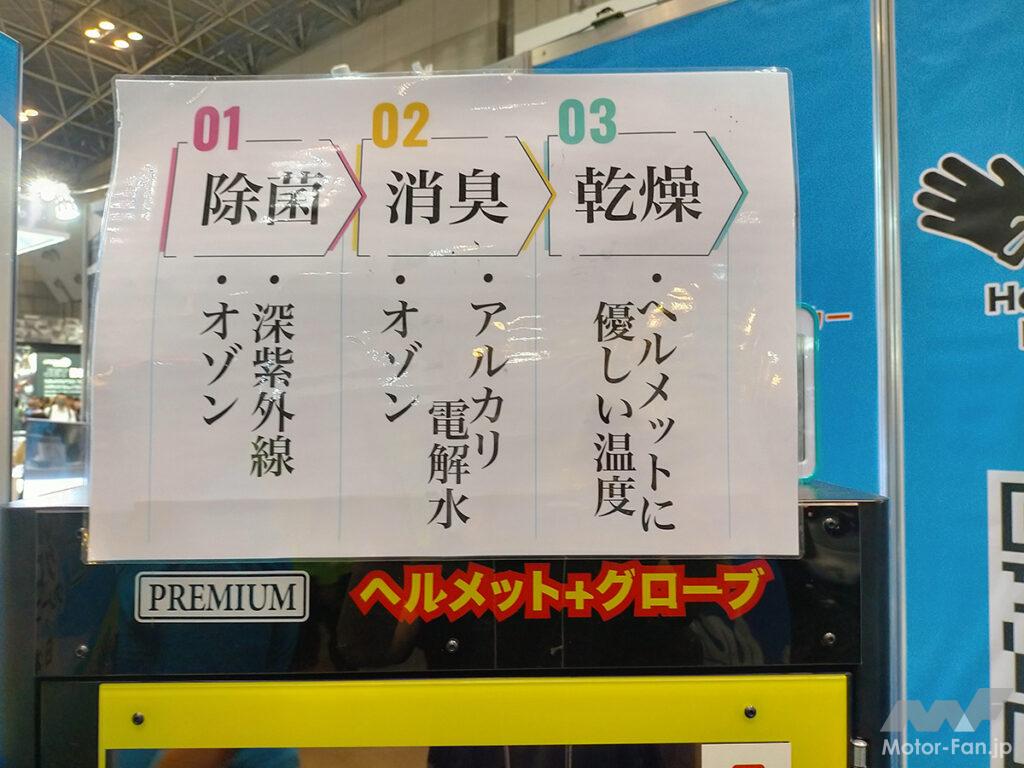 01
除菌
・深紫外線
・オゾン
02
消臭
・アルカリ
電解水
・オゾン
03
乾燥
・ヘルメットに
優しい温度
PREMIUM
ヘルメット+グローブ
Motor-Fan.jp